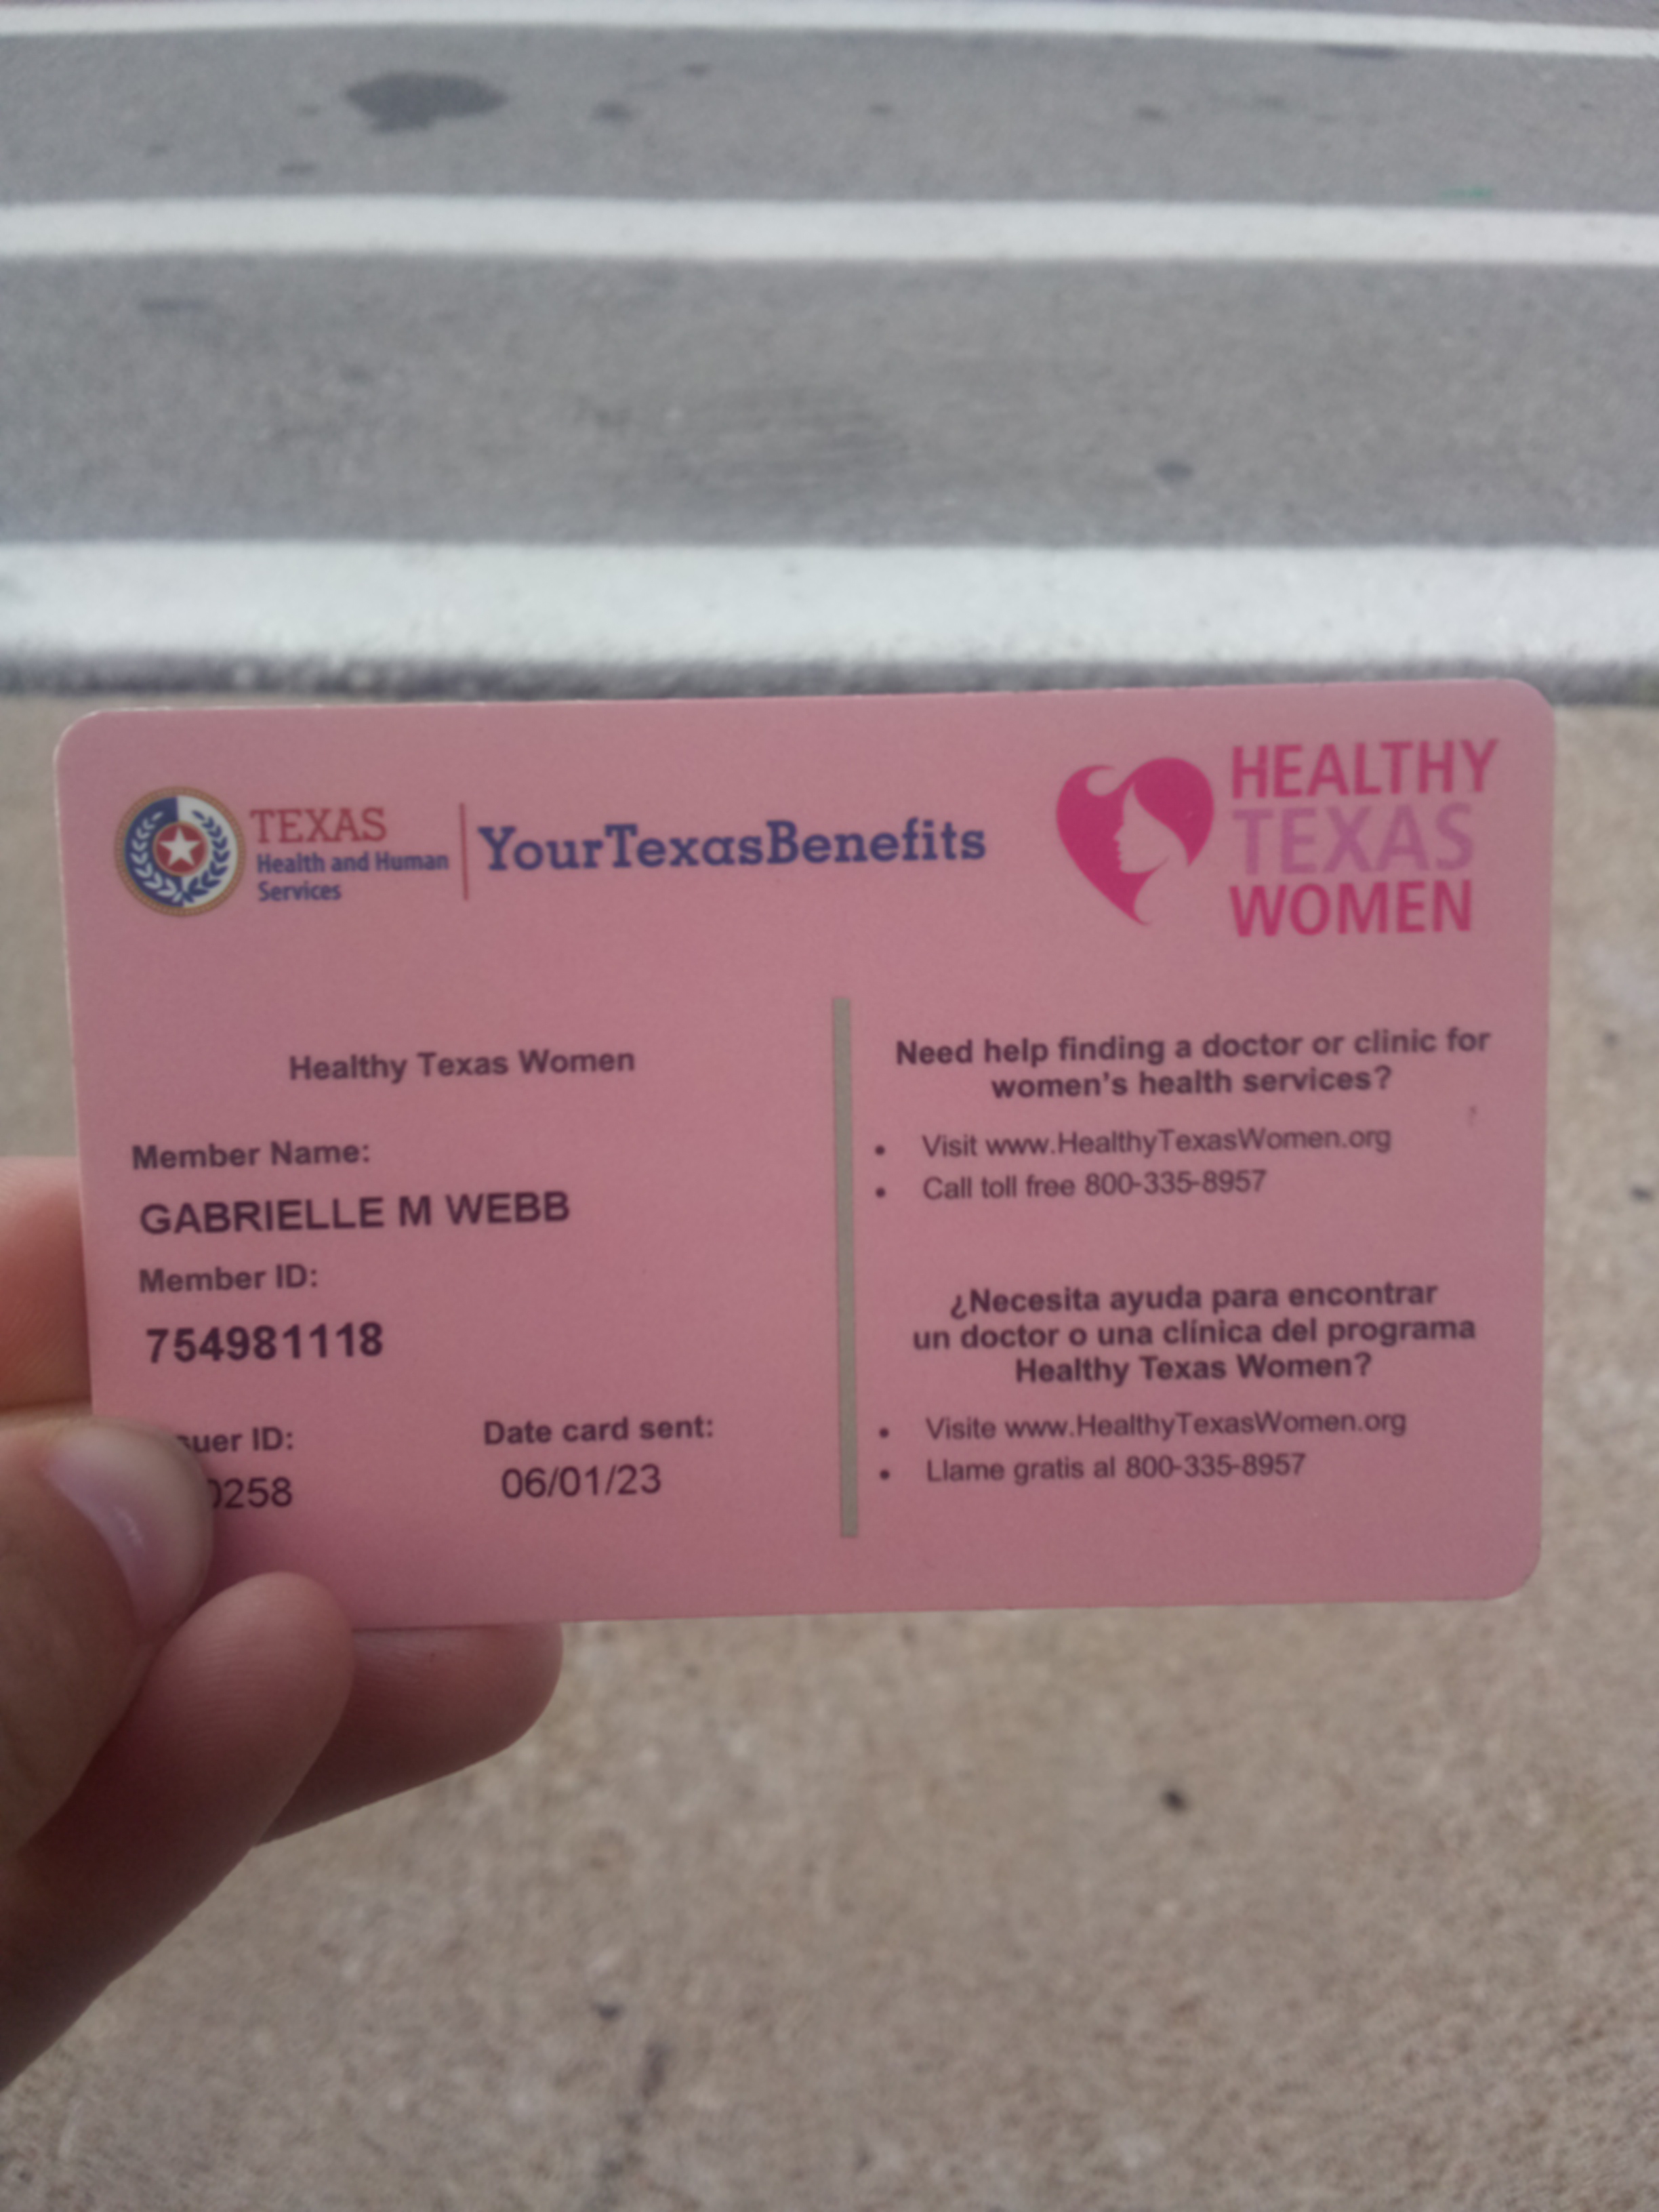 TEXAS
Health and Human
Services
YourTexasBenefits
HEALTHY
TEXAS
WOMEN
Healthy Texas Women
Member Name:
GABRIELLE M WEBB
Member ID:
754981118
uer ID:
0258
Date card sent:
06/01/23
Need help finding a doctor or clinic for
women's health services?
• Visit www.HealthyTexasWomen.org
• Call toll free 800-335-8957
¿Necesita ayuda para encontrar
un doctor o una clínica del programa
Healthy Texas Women?
• Visite www.HealthyTexasWomen.org
• Llame gratis al 800-335-8957